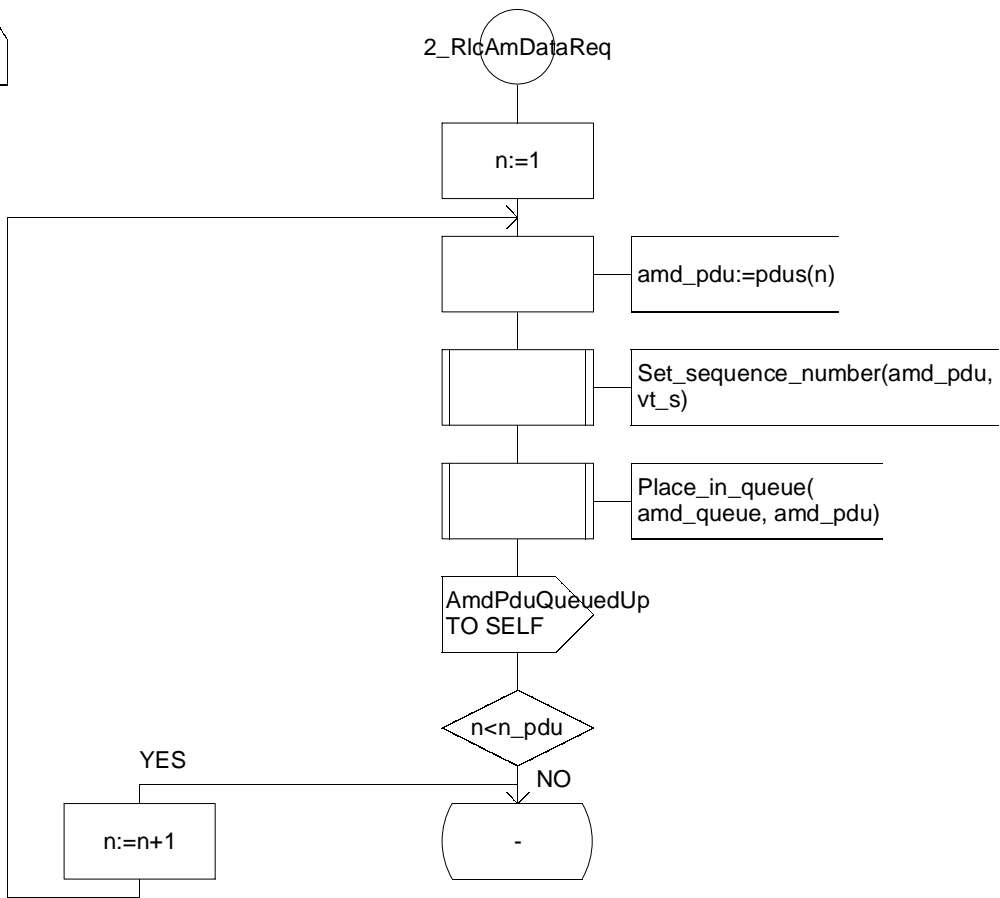 2_RlcAmDataReq
n:=1
amd_pdu:=pdus(n)
Set_sequence_number(amd_pdu,
vt_s)
Place_in_queue(
amd_queue, amd_pdu)
AmdPduQueuedUp
TO SELF
n<n_pdu
YES
NO
n:=n+1
-